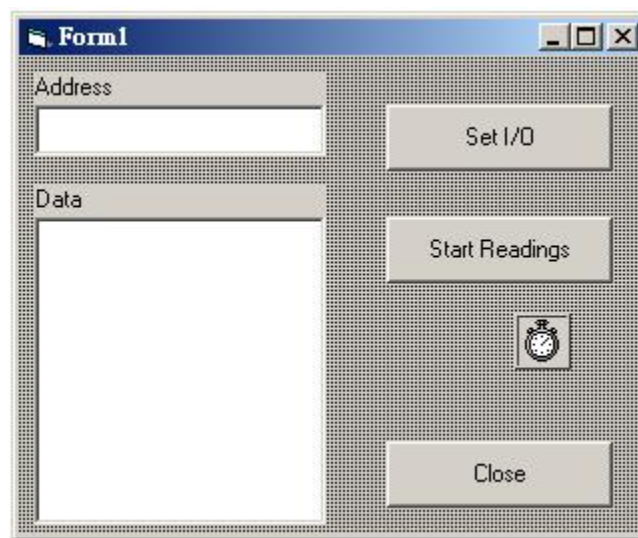 Form1
Address
Set I/O
Data
Start Readings
Close